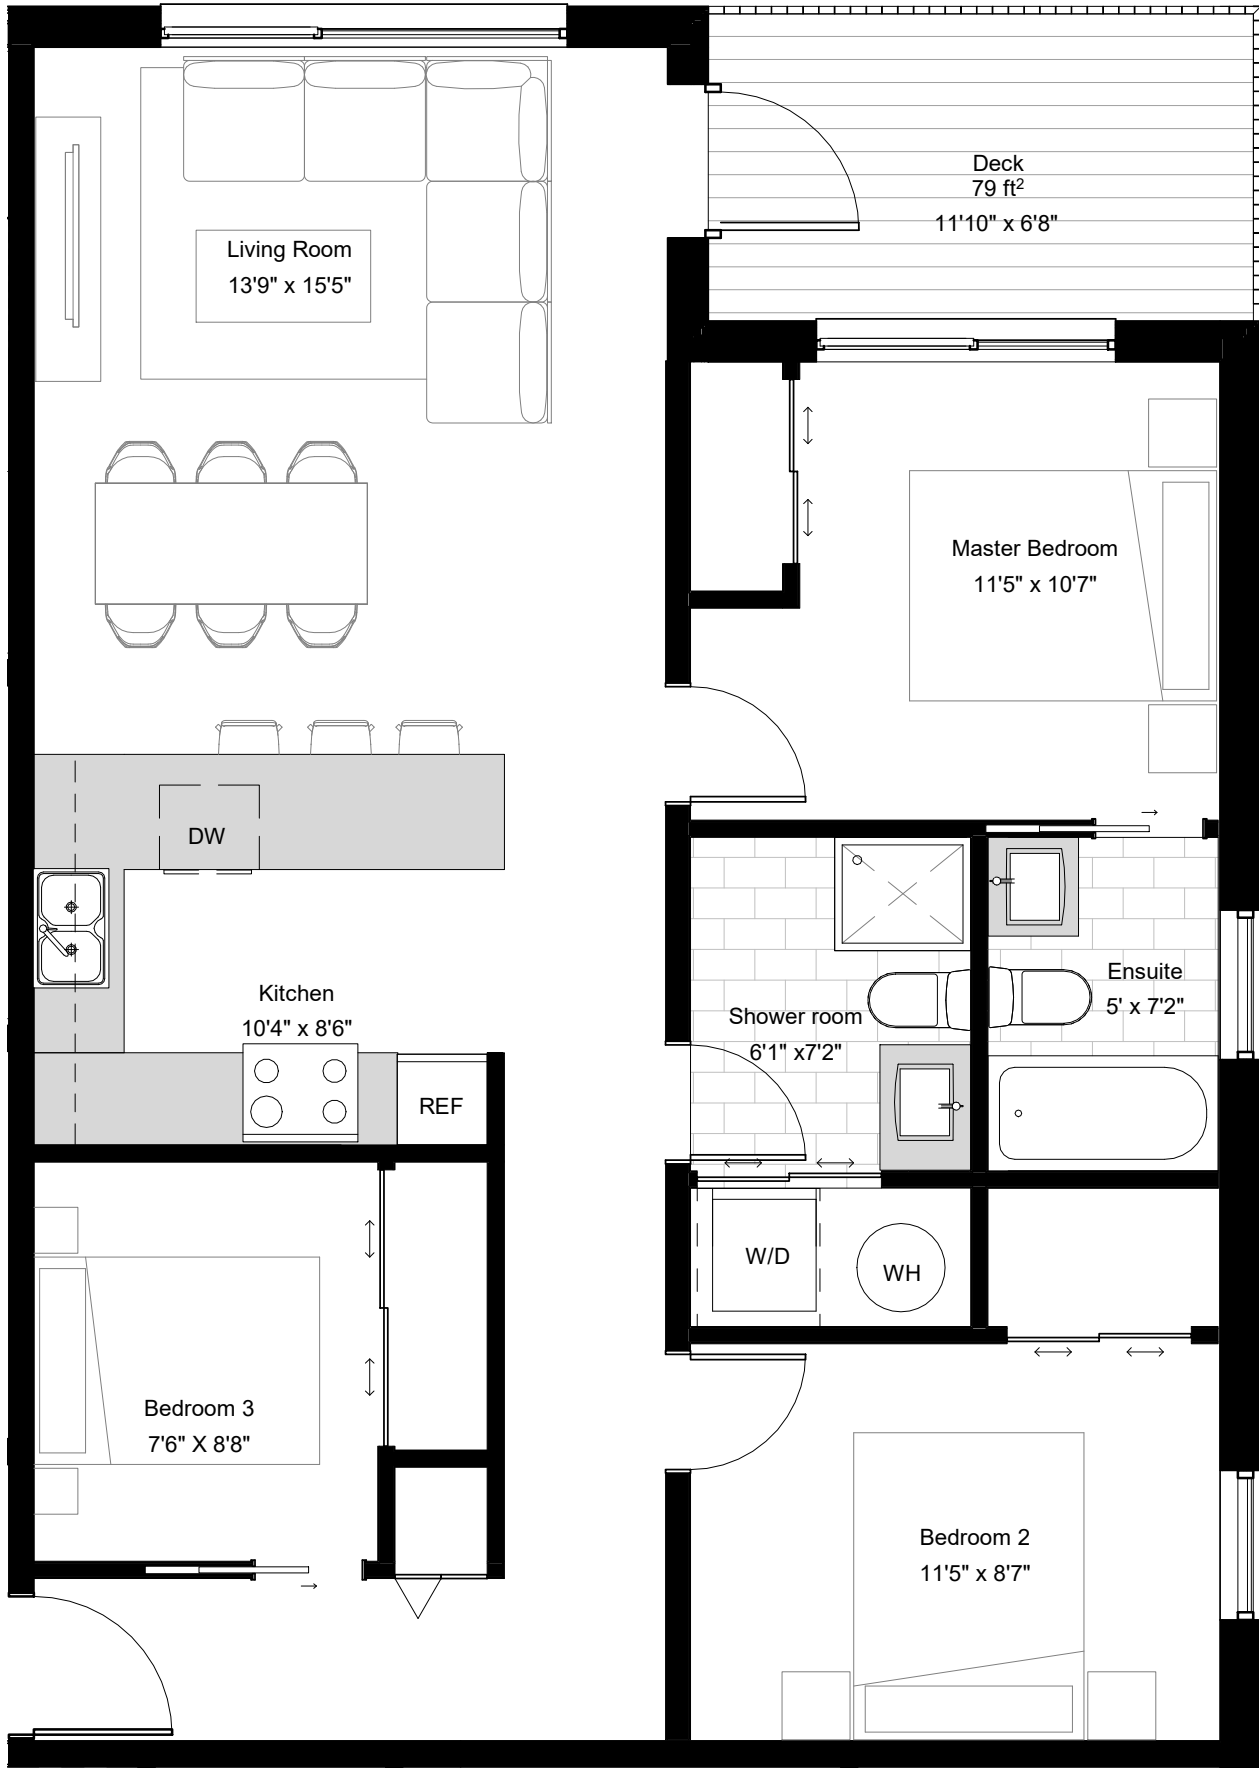 Deck
79 ft²
11'10" x 6'8"
Living Room
13'9" x 15'5"
Master Bedroom
11'5" x 10'7"
DW
Kitchen
10'4" x 8'6"
REF
Shower room
6'1" x7'2"
Ensuite
5' x 7'2"
W/D
WH
Bedroom 3
7'6" X 8'8"
Bedroom 2
11'5" x 8'7"